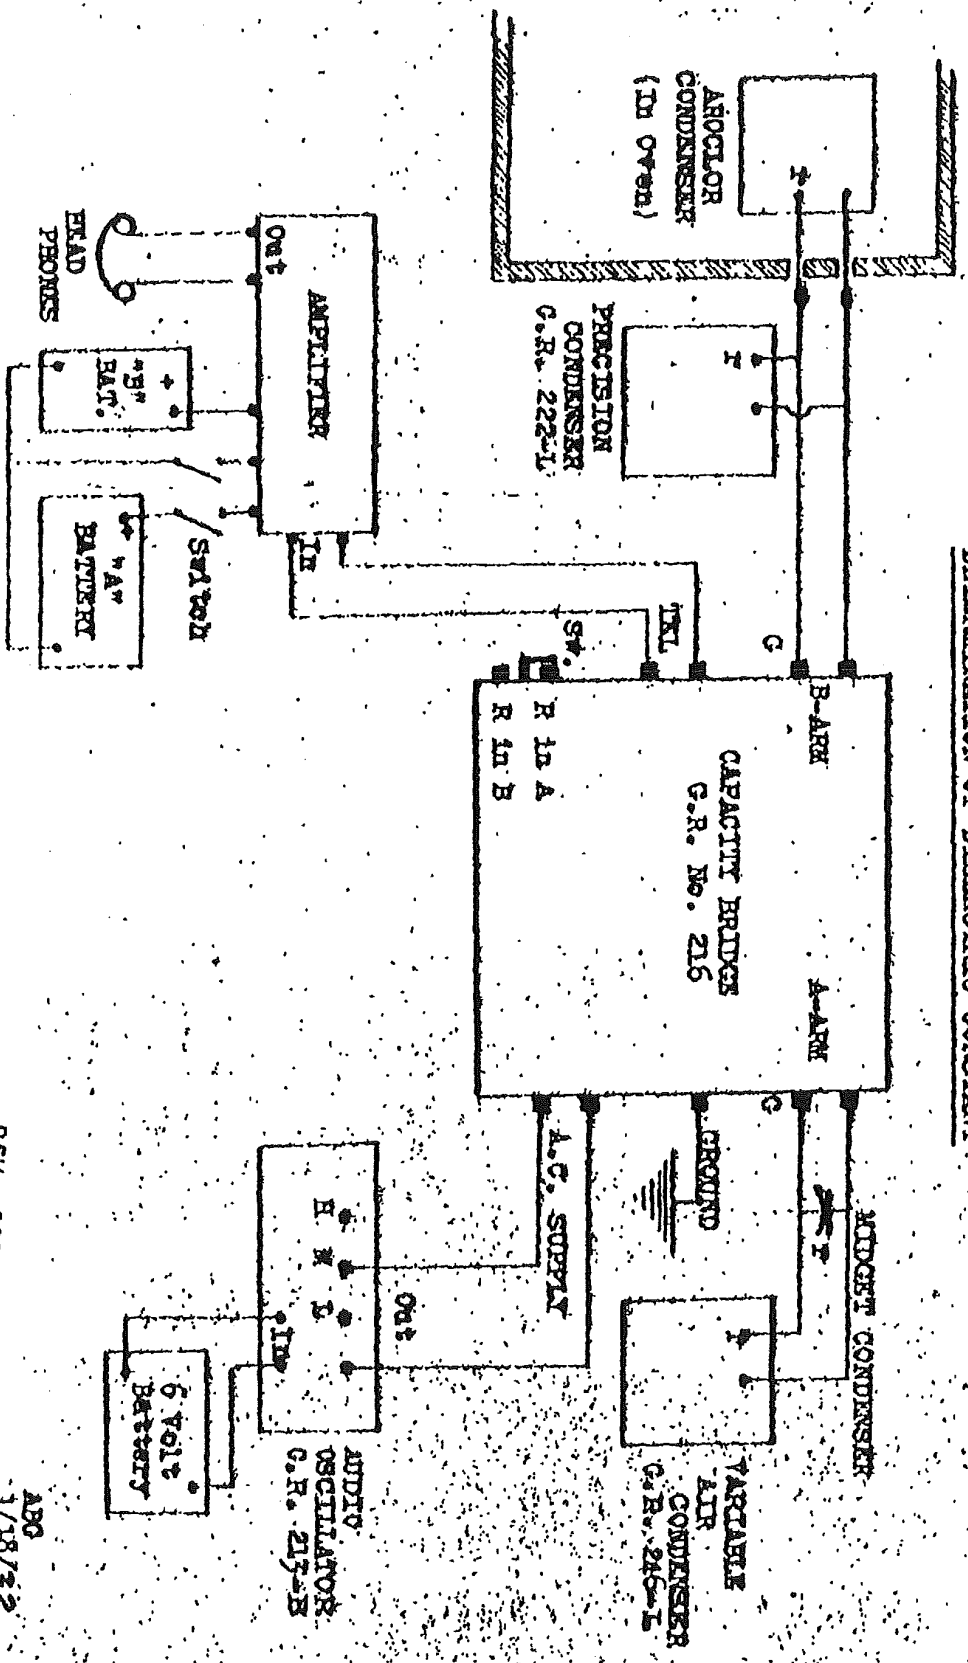 AROCLOR
CONDENSER
(In Oven)
F
PRECISION
CONDENSER
G.R. 222-L
F
G
B-ARM
A-ARM
G
CAPACITY BRIDGE
G.R. No. 216
TEL
SW.
R in A
R in B
MIDGET CONDENSER
F
VARIABLE
AIR
CONDENSER
G.R. 246-L
F
GROUND
A.C. SUPPLY
AMPLIFIER
Out
In
HEAD
PHONES
+
"B"
BAT.
Switch
+
"A"
BATTERY
Out
H M L
In
AUDIO
OSCILLATOR
G.R. 213-B
6 Volt
Battery
ABG